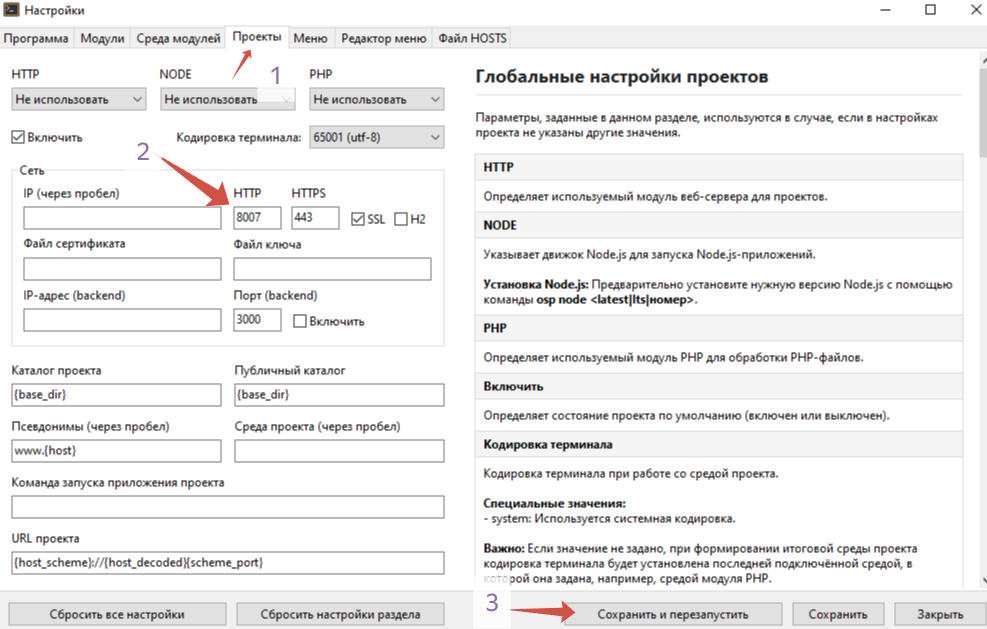 Настройки
Программа Модули Среда модулей Проекты Меню Редактор меню Файл HOSTS
1
HTTP NODE PHP
Не использовать Не использовать Не использовать
Включить Кодировка терминала: 65001 (utf-8)
2
Сеть
IP (через пробел) HTTP HTTPS
8007 443 SSL H2
Файл сертификата Файл ключа
IP-адрес (backend) Порт (backend)
3000 Включить
Каталог проекта Публичный каталог
{base_dir} {base_dir}
Псевдонимы (через пробел) Среда проекта (через пробел)
www.{host}
Команда запуска приложения проекта
URL проекта
{host_scheme}://{host_decoded}{scheme_port}
Глобальные настройки проектов
Параметры, заданные в данном разделе, используются в случае, если в настройках
проекта не указаны другие значения.
HTTP
Определяет используемый модуль веб-сервера для проектов.
NODE
Указывает движок Node.js для запуска Node.js-приложений.
Установка Node.js: Предварительно установите нужную версию Node.js с помощью
команды osp node <latest|lts|номер>.
PHP
Определяет используемый модуль PHP для обработки PHP-файлов.
Включить
Определяет состояние проекта по умолчанию (включен или выключен).
Кодировка терминала
Кодировка терминала при работе со средой проекта.
Специальные значения:
- system: Используется системная кодировка.
Важно: Если значение не задано, при формировании итоговой среды проекта
кодировка терминала будет установлена последней подключённой средой, в
которой она задана, например, средой модуля PHP.
3
Сбросить все настройки Сбросить настройки раздела Сохранить и перезапустить Сохранить Закрыть